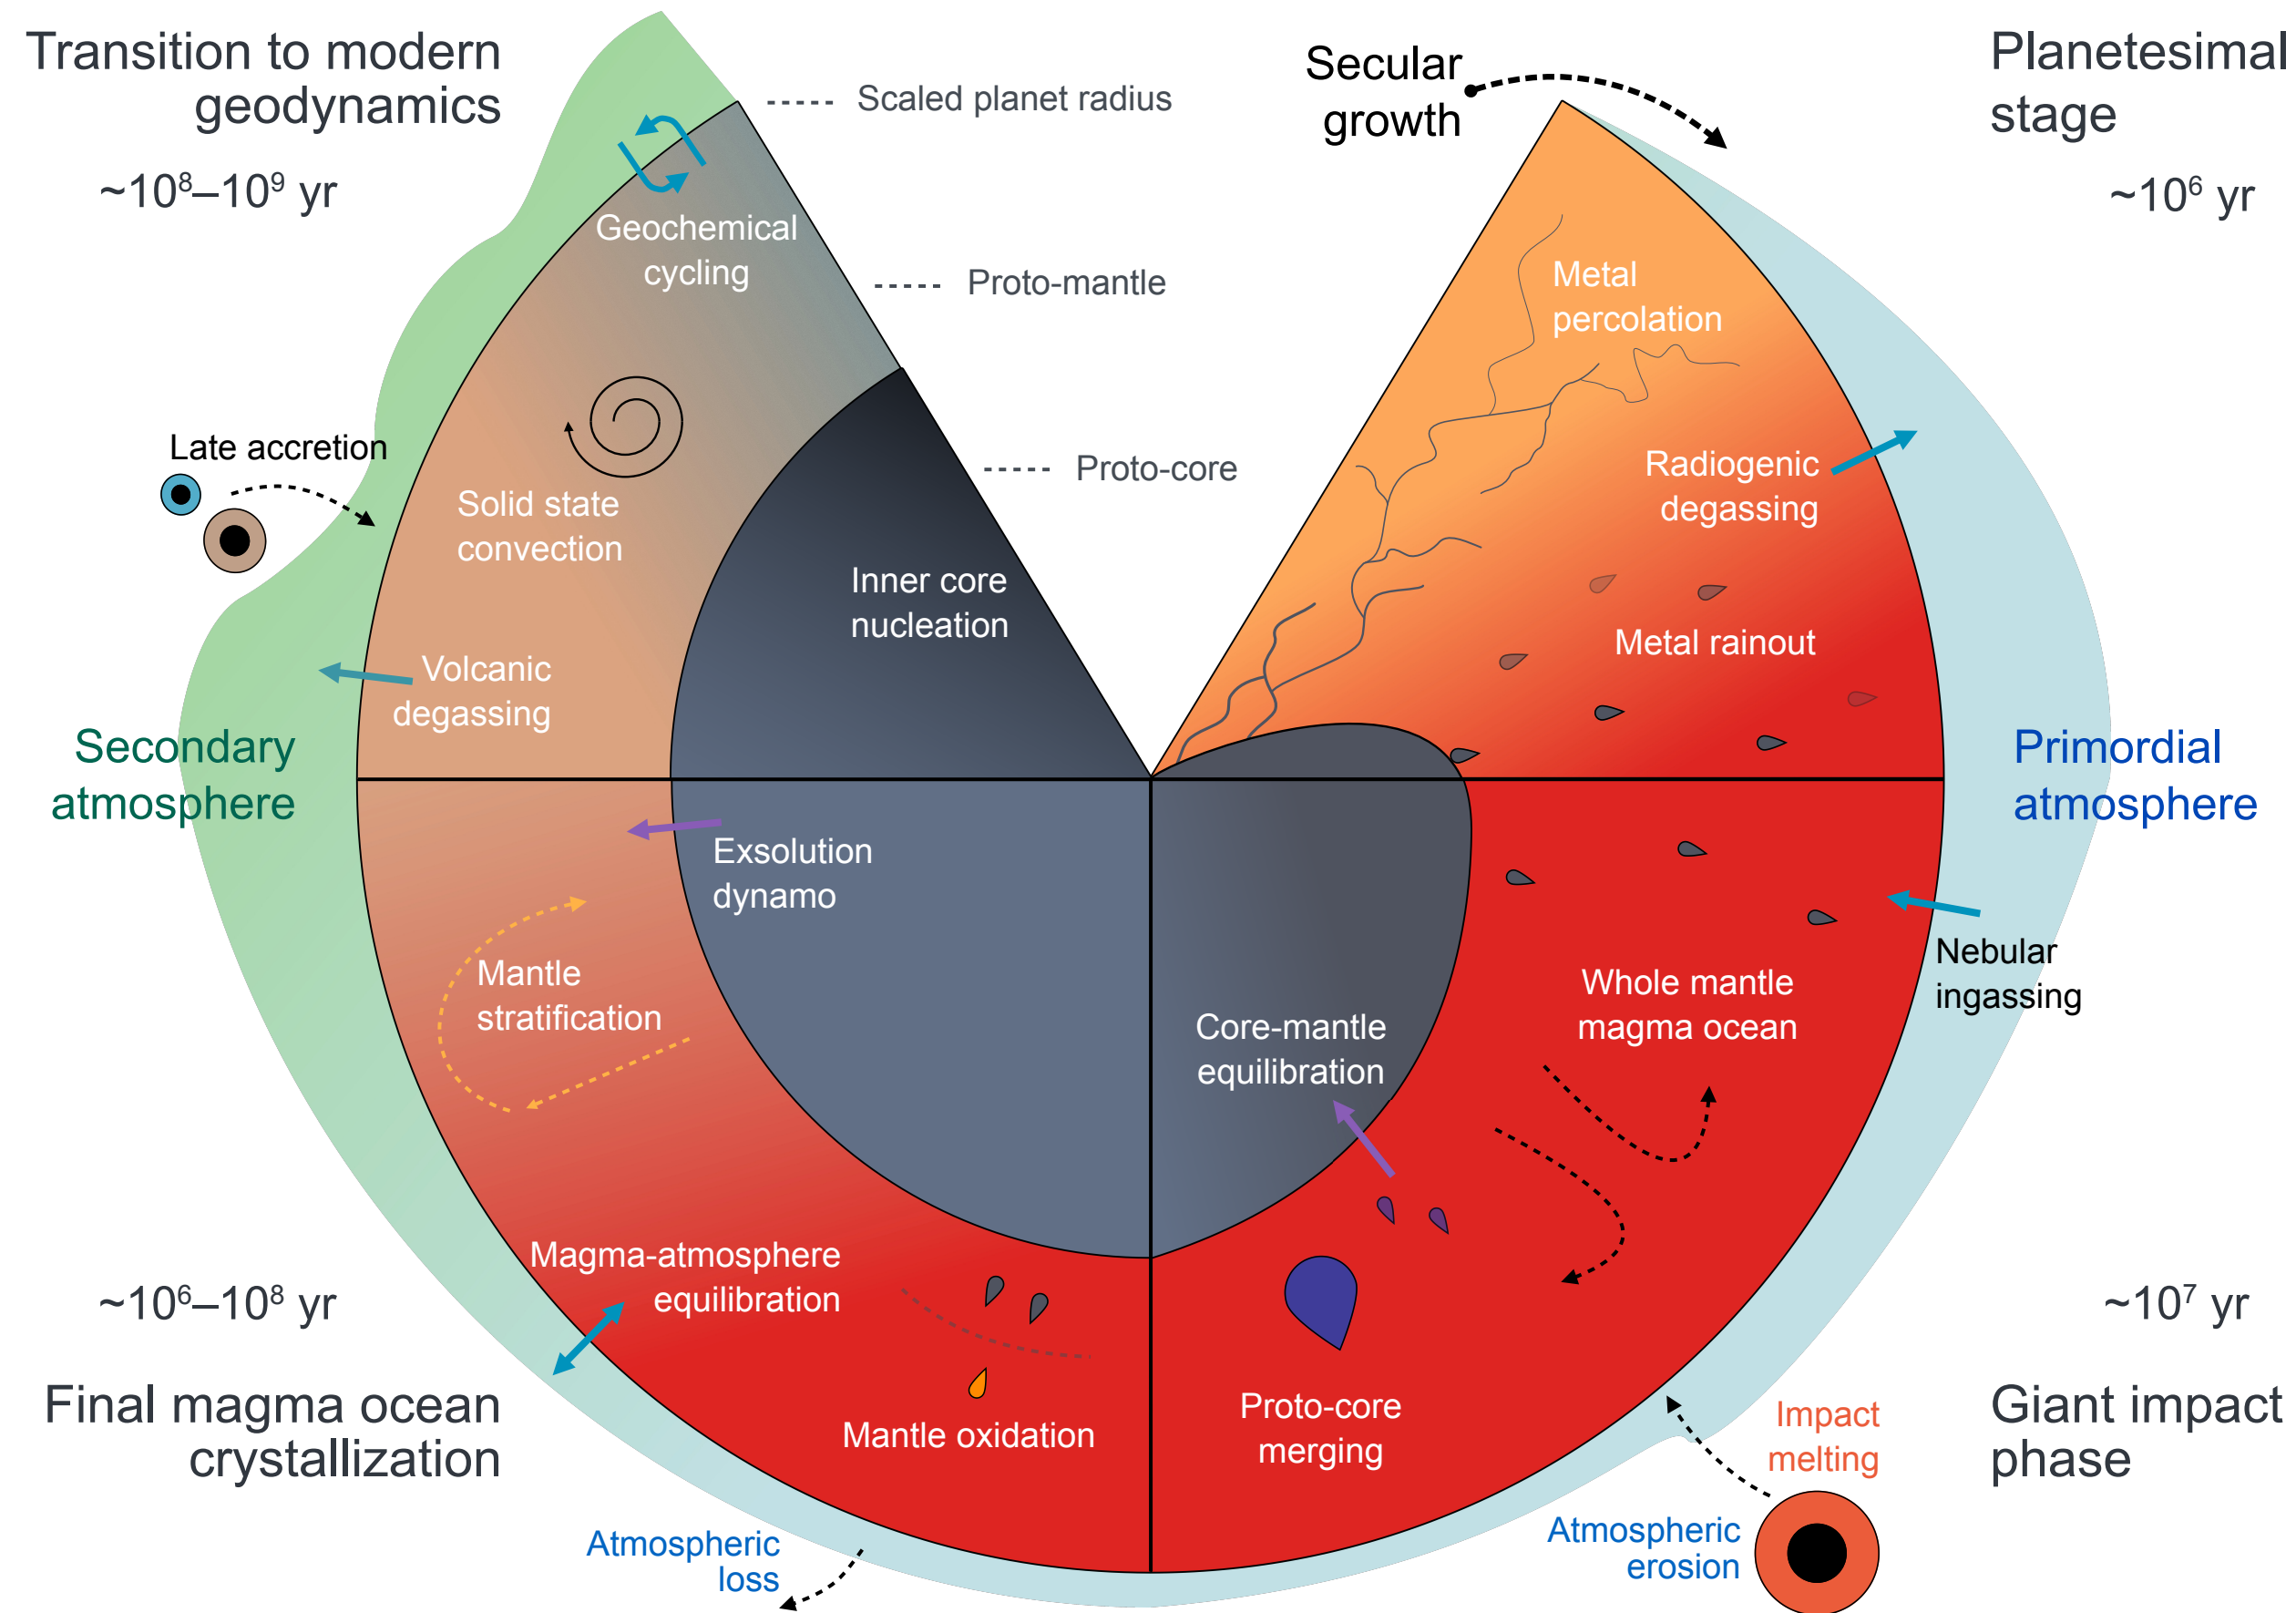 Transition to modern
geodynamics
~10⁸–10⁹ yr
Scaled planet radius
Proto-mantle
Proto-core
Secular
growth
Planetesimal
stage
~10⁶ yr
Geochemical
cycling
Metal
percolation
Late accretion
Solid state
convection
Radiogenic
degassing
Inner core
nucleation
Metal rainout
Volcanic
degassing
Secondary
atmosphere
Primordial
atmosphere
Exsolution
dynamo
Mantle
stratification
Nebular
ingassing
Whole mantle
magma ocean
Core-mantle
equilibration
Magma-atmosphere
equilibration
~10⁶–10⁸ yr
~10⁷ yr
Final magma ocean
crystallization
Mantle oxidation
Proto-core
merging
Impact
melting
Giant impact
phase
Atmospheric
loss
Atmospheric
erosion